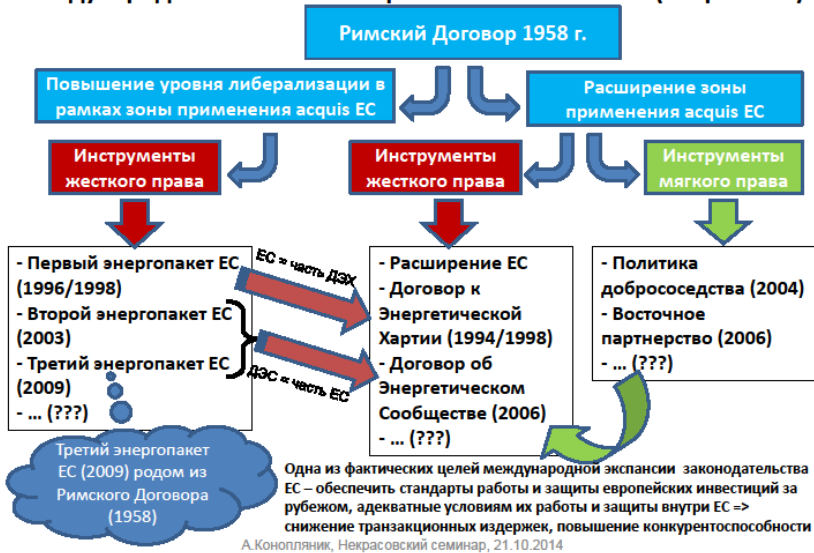 Римский Договор 1958 г.
Повышение уровня либерализации в
рамках зоны применения acquis ЕС
Расширение зоны
применения acquis ЕС
Инструменты
жесткого права
Инструменты
жесткого права
Инструменты
мягкого права
- Первый энергопакет ЕС
(1996/1998)
- Второй энергопакет ЕС
(2003)
- Третий энергопакет ЕС
(2009)
- ... (???)
ЕС = часть ДЭХ
ДЭС = часть ЕС
- Расширение ЕС
- Договор к
Энергетической
Хартии (1994/1998)
- Договор об
Энергетическом
Сообществе (2006)
- ... (???)
- Политика
добрососедства (2004)
- Восточное
партнерство (2006)
- ... (???)
Третий энергопакет
ЕС (2009) родом из
Римского Договора
(1958)
Одна из фактических целей международной экспансии законодательства
ЕС – обеспечить стандарты работы и защиты европейских инвестиций за
рубежом, адекватные условиям их работы и защиты внутри ЕС =>
снижение транзакционных издержек, повышение конкурентоспособности
А.Конопляник, Некрасовский семинар, 21.10.2014